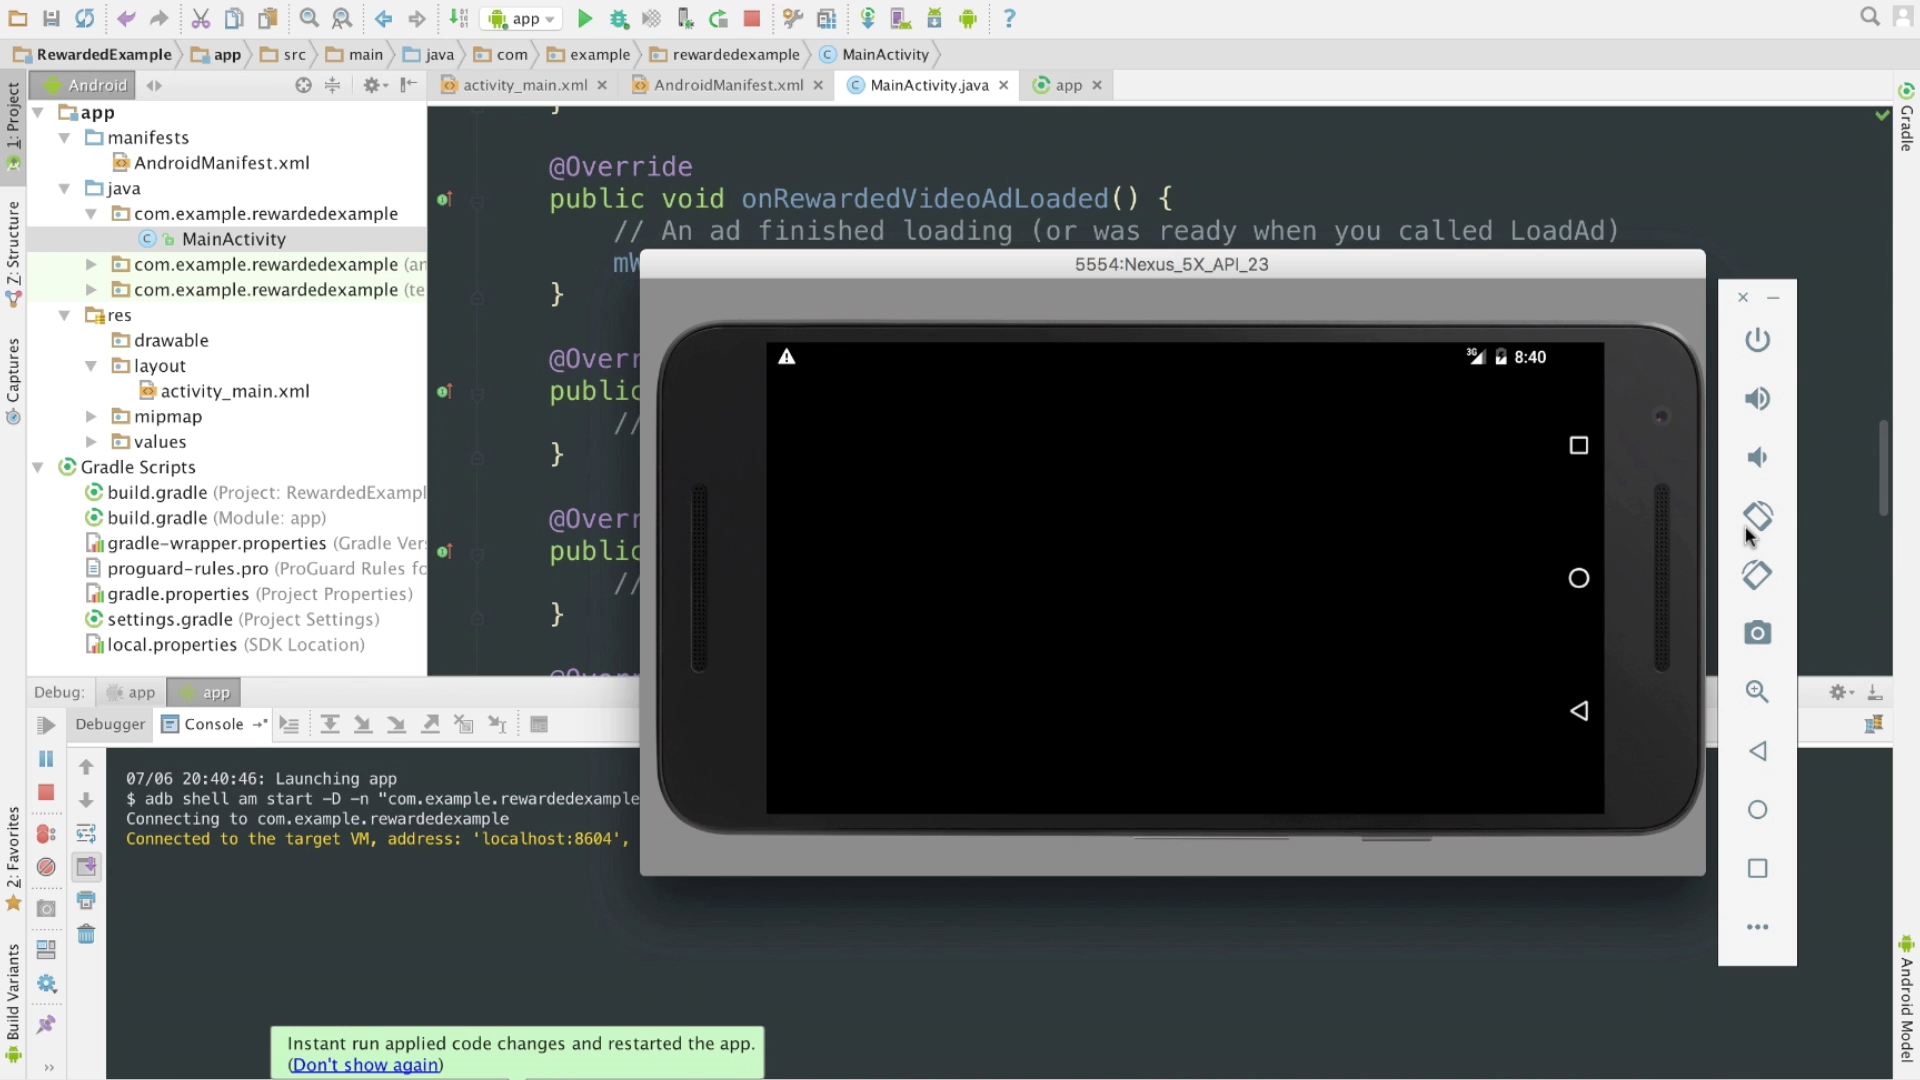 app
RewardedExample
app
src
main
java
com
example
rewardedexample
MainActivity
Android
activity_main.xml
AndroidManifest.xml
MainActivity.java
app
1: Project
Z: Structure
Captures
2: Favorites
Build Variants
Gradle
Android Model
app
manifests
AndroidManifest.xml
java
com.example.rewardedexample
MainActivity
com.example.rewardedexample (an
com.example.rewardedexample (te
res
drawable
layout
activity_main.xml
mipmap
values
Gradle Scripts
build.gradle (Project: RewardedExampl
build.gradle (Module: app)
gradle-wrapper.properties (Gradle Ver
proguard-rules.pro (ProGuard Rules fo
gradle.properties (Project Properties)
settings.gradle (Project Settings)
local.properties (SDK Location)
}
@Override
public void onRewardedVideoAdLoaded() {
// An ad finished loading (or was ready when you called LoadAd)
}
@Overr
public
//
}
@Overr
public
//
}
5554:Nexus_5X_API_23
3G 8:40
Debug: app app
Debugger Console
07/06 20:40:46: Launching app
$ adb shell am start -D -n "com.example.rewardedexample
Connecting to com.example.rewardedexample
Connected to the target VM, address: 'localhost:8604',
Instant run applied code changes and restarted the app.
(Don't show again)